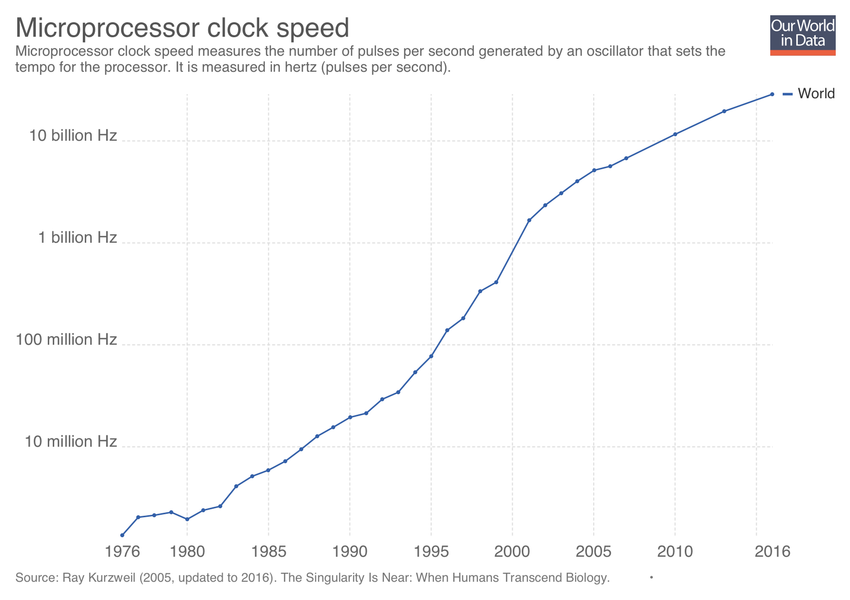 Microprocessor clock speed
Microprocessor clock speed measures the number of pulses per second generated by an oscillator that sets the
tempo for the processor. It is measured in hertz (pulses per second).
Our World
in Data
World
10 billion Hz
1 billion Hz
100 million Hz
10 million Hz
1976 1980 1985 1990 1995 2000 2005 2010 2016
Source: Ray Kurzweil (2005, updated to 2016). The Singularity Is Near: When Humans Transcend Biology. •